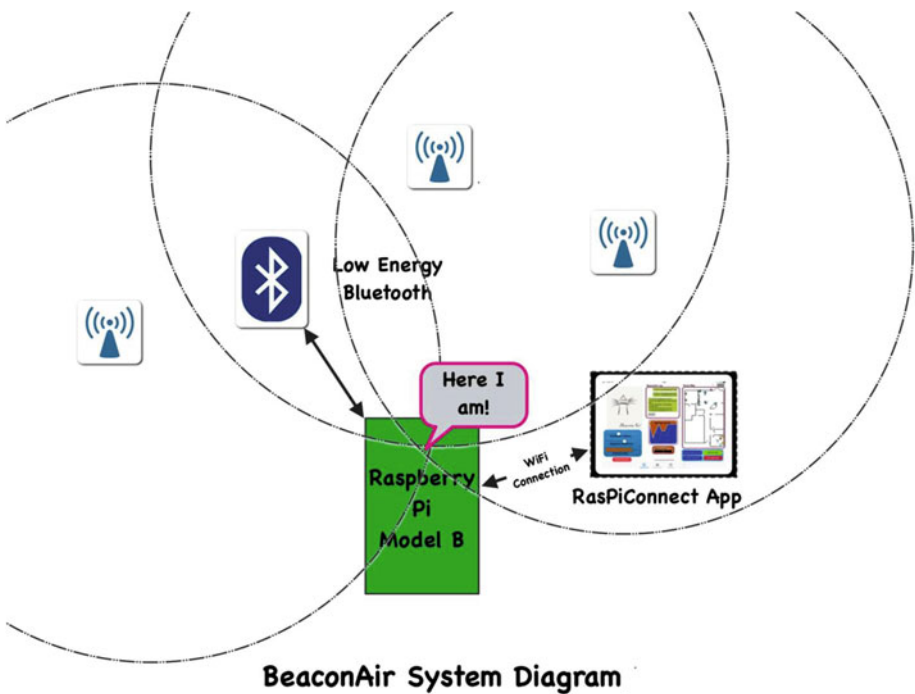 Low Energy
Bluetooth
Here I
am!
Raspberry
Pi
Model B
WiFi
Connection
RasPiConnect App
BeaconAir System Diagram